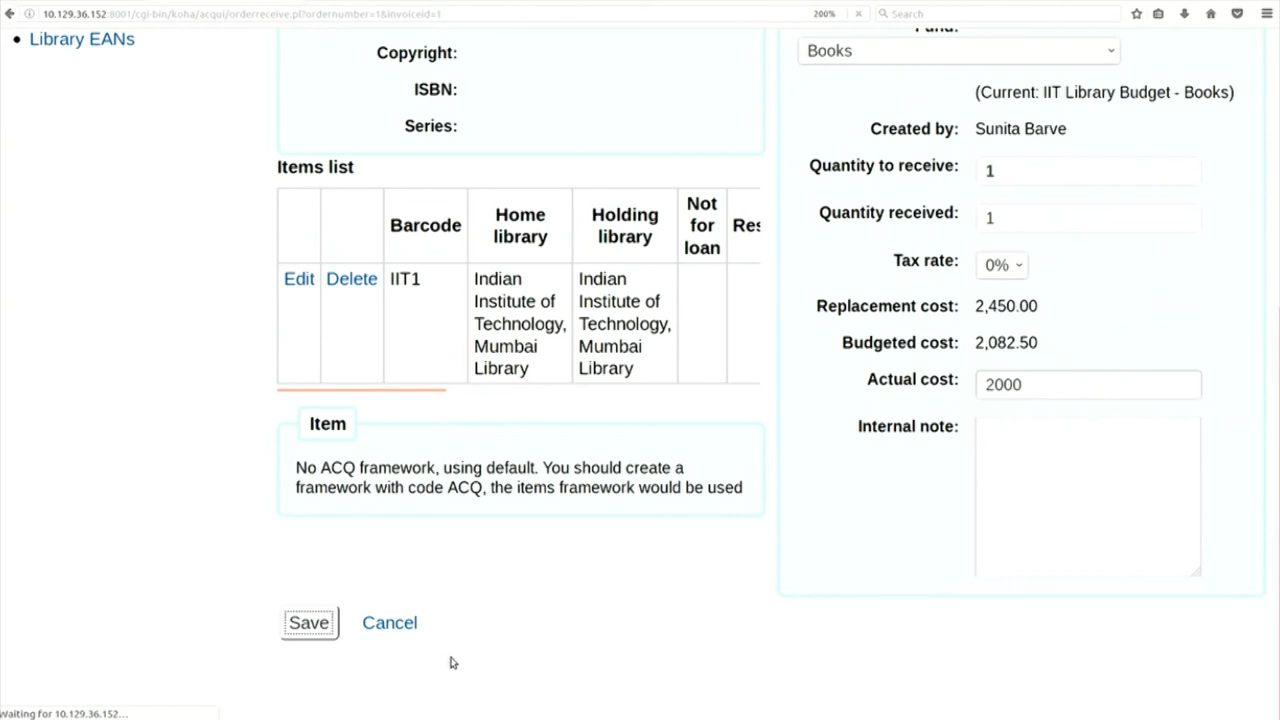 10.129.36.152:8001/cgi-bin/koha/acqui/orderreceive.pl?ordernumber=1&invoiceid=1
200%
Search
Library EANs
Copyright:
ISBN:
Series:
Items list
Barcode
Home library
Holding library
Not for loan
Res
Edit
Delete
IIT1
Indian Institute of Technology, Mumbai Library
Indian Institute of Technology, Mumbai Library
Item
No ACQ framework, using default. You should create a
framework with code ACQ, the items framework would be used
Save
Cancel
Fund:
Books
(Current: IIT Library Budget - Books)
Created by: Sunita Barve
Quantity to receive: 1
Quantity received: 1
Tax rate: 0%
Replacement cost: 2,450.00
Budgeted cost: 2,082.50
Actual cost: 2000
Internal note:
Waiting for 10.129.36.152...